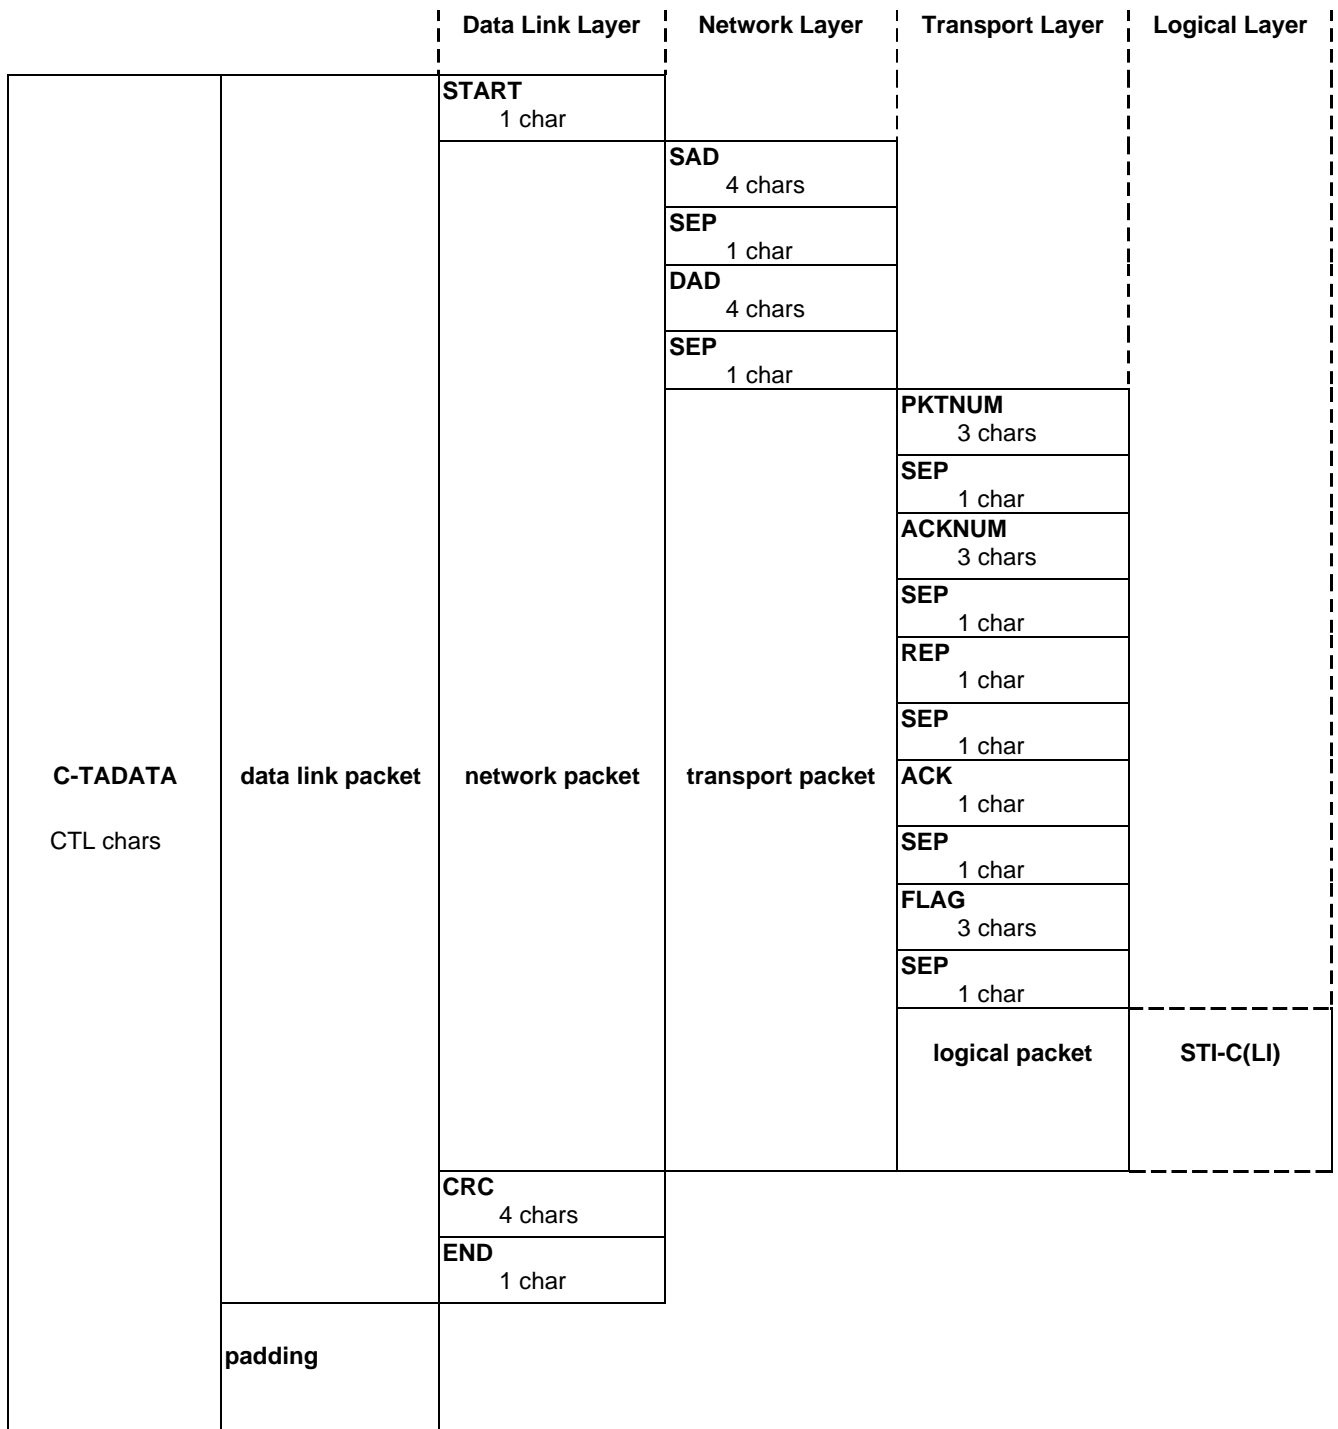 Data Link Layer Network Layer Transport Layer Logical Layer
START
1 char
SAD
4 chars
SEP
1 char
DAD
4 chars
SEP
1 char
PKTNUM
3 chars
SEP
1 char
ACKNUM
3 chars
SEP
1 char
REP
1 char
SEP
1 char
C-TADATA data link packet network packet transport packet ACK
1 char
CTL chars
SEP
1 char
FLAG
3 chars
SEP
1 char
logical packet STI-C(LI)
CRC
4 chars
END
1 char
padding